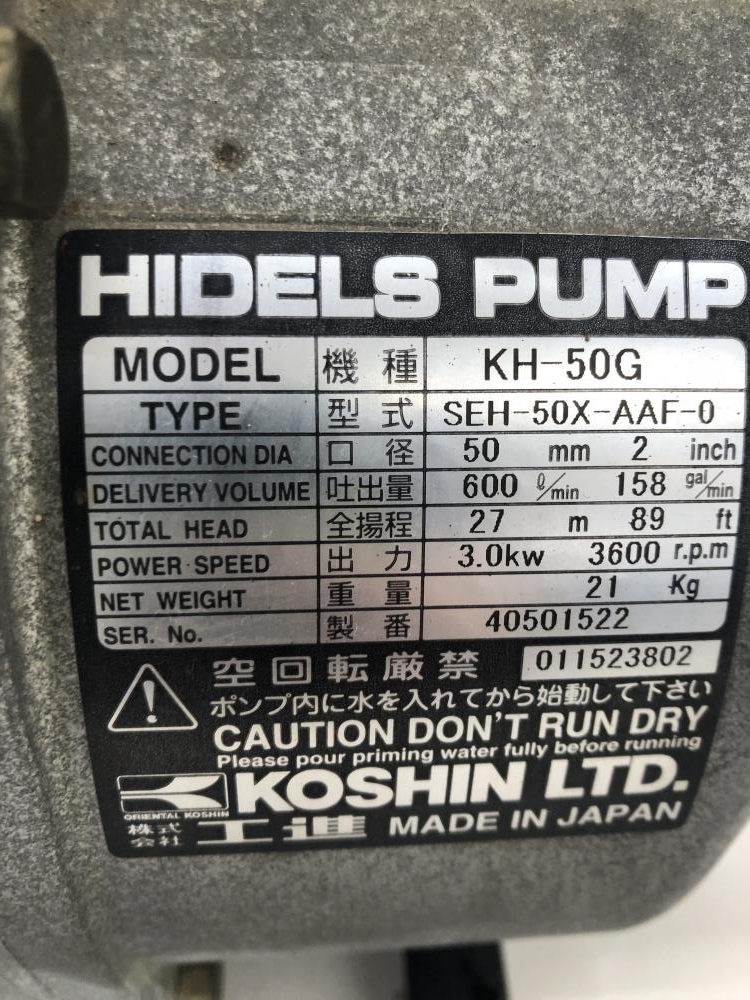 HIDELS PUMP
MODEL 機種 KH-50G
TYPE 型式 SEH-50X-AAF-0
CONNECTION DIA 口径 50 mm 2 inch
DELIVERY VOLUME 吐出量 600 ℓ/min 158 gal/min
TOTAL HEAD 全揚程 27 m 89 ft
POWER·SPEED 出力 3.0kw 3600 r.p.m
NET WEIGHT 重量 21 Kg
SER. No. 製番 40501522
空回転厳禁 011523802
ポンプ内に水を入れてから始動して下さい
CAUTION DON'T RUN DRY
Please pour priming water fully before running
KOSHIN LTD.
ORIENTAL KOSHIN
株式会社 工進 MADE IN JAPAN